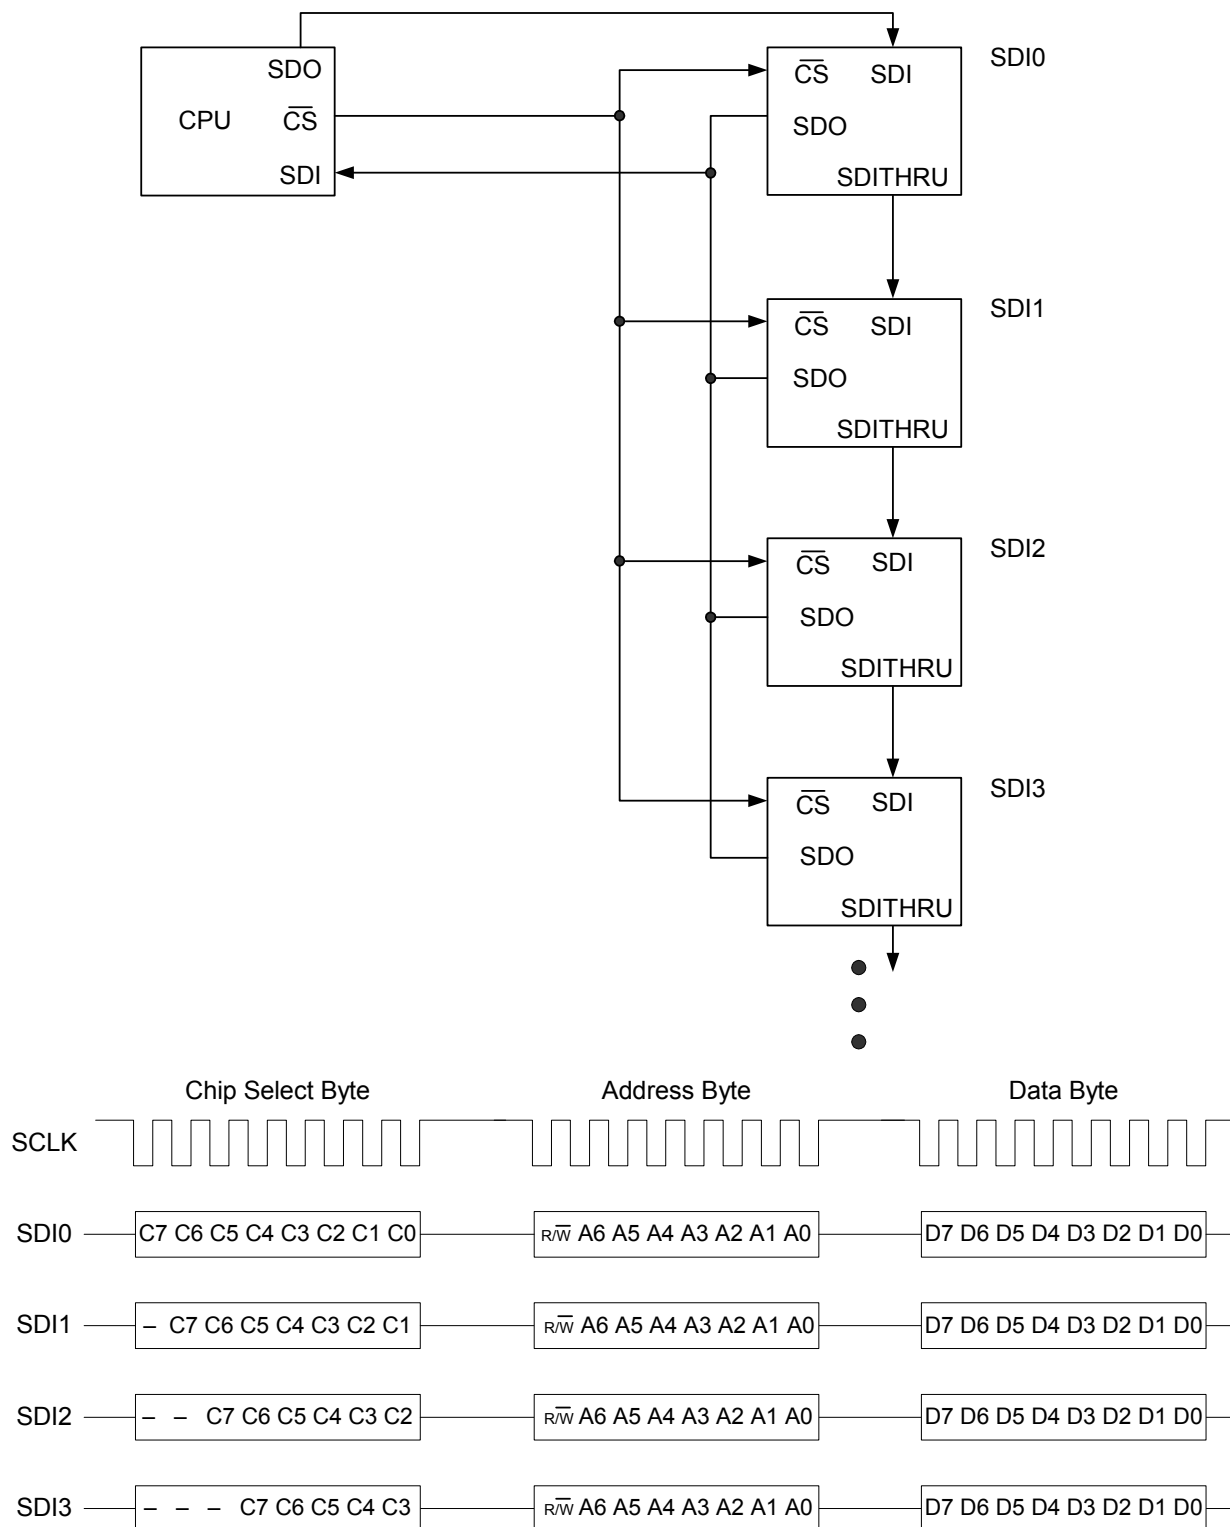 SDO
CPU
C̅S̅
SDI
C̅S̅ SDI
SDO
SDITHRU
SDI0
C̅S̅ SDI
SDO
SDITHRU
SDI1
C̅S̅ SDI
SDO
SDITHRU
SDI2
C̅S̅ SDI
SDO
SDITHRU
SDI3
Chip Select Byte Address Byte Data Byte
SCLK
SDI0 C7 C6 C5 C4 C3 C2 C1 C0 R/W̅ A6 A5 A4 A3 A2 A1 A0 D7 D6 D5 D4 D3 D2 D1 D0
SDI1 – C7 C6 C5 C4 C3 C2 C1 R/W̅ A6 A5 A4 A3 A2 A1 A0 D7 D6 D5 D4 D3 D2 D1 D0
SDI2 – – C7 C6 C5 C4 C3 C2 R/W̅ A6 A5 A4 A3 A2 A1 A0 D7 D6 D5 D4 D3 D2 D1 D0
SDI3 – – – C7 C6 C5 C4 C3 R/W̅ A6 A5 A4 A3 A2 A1 A0 D7 D6 D5 D4 D3 D2 D1 D0